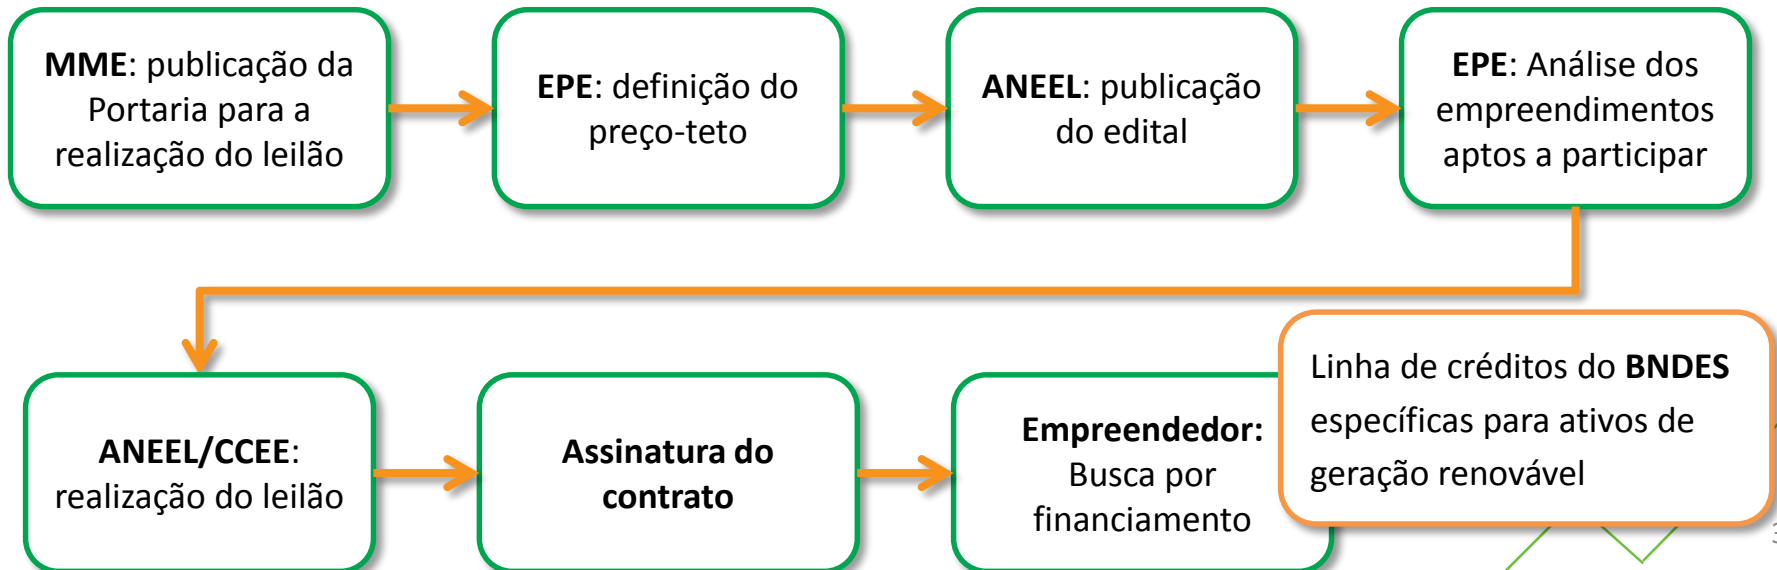 MME: publicação da
Portaria para a
realização do leilão
EPE: definição do
preço-teto
ANEEL: publicação
do edital
EPE: Análise dos
empreendimentos
aptos a participar
ANEEL/CCEE:
realização do leilão
Assinatura do
contrato
Empreendedor:
Busca por
financiamento
Linha de créditos do BNDES
específicas para ativos de
geração renovável